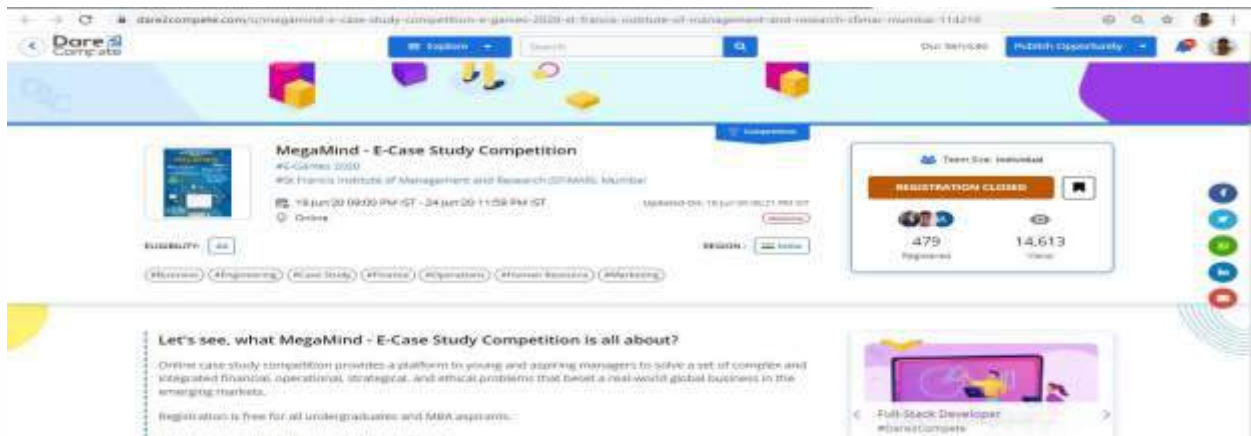 dare2compete.com/o/megamind-e-case-study-competition-e-games-2020-st-francis-institute-of-management-and-research-sfimar-mumbai-114218
Dare2
Compete
Explore
Search
Our Services
Publish Opportunity
D2C
Competition
MegaMind - E-Case Study Competition
#E-Games 2020
#St Francis Institute of Management and Research (SFIMAR), Mumbai
19 Jun'20 09:00 PM IST - 24 Jun'20 11:59 PM IST
Online
ELIGIBILITY: All
REGION: India
#Business #Engineering #Case Study #Finance #Operations #Human Resource #Marketing
Team Size: Individual
REGISTRATION CLOSED
479
Registered
14,613
Views
Let's see, what MegaMind - E-Case Study Competition is all about?
Online case study competition provides a platform to young and aspiring managers to solve a set of complex and
integrated financial, operational, strategical, and ethical problems that beset a real-world global business in the
emerging markets.
Registration is free for all undergraduates and MBA aspirants.
Full-Stack Developer
#Dare2Compete